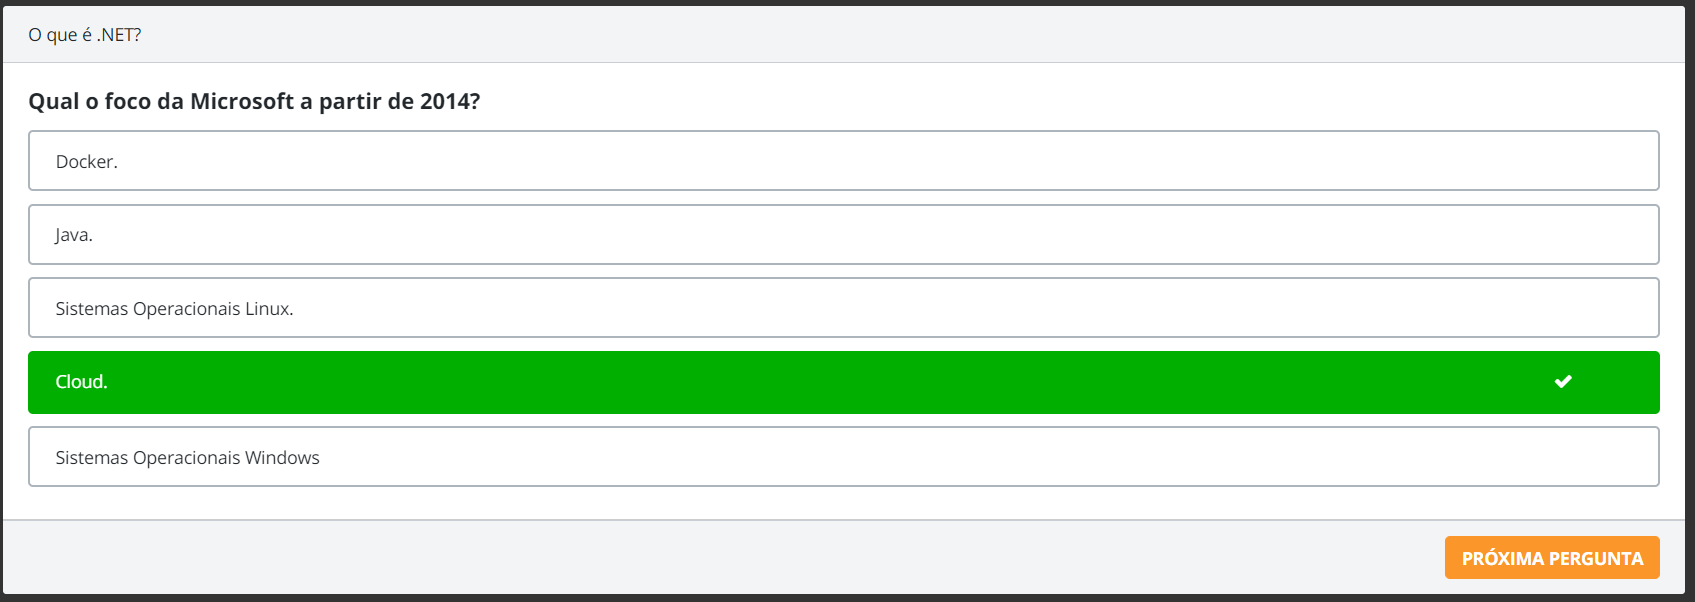 O que é .NET?
Qual o foco da Microsoft a partir de 2014?
Docker.
Java.
Sistemas Operacionais Linux.
Cloud.
Sistemas Operacionais Windows
PRÓXIMA PERGUNTA